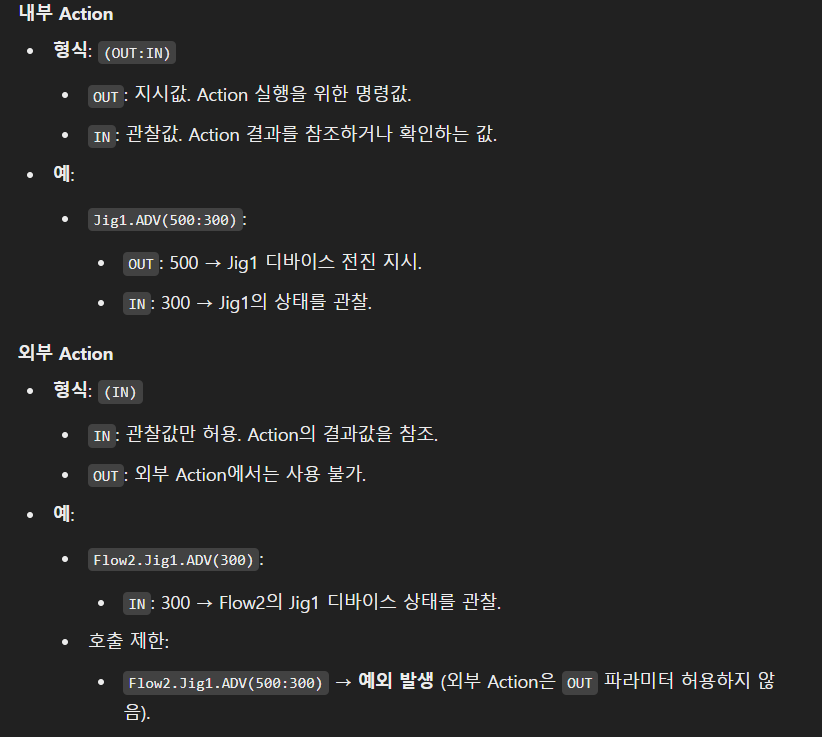 내부 Action
형식: (OUT:IN)
OUT: 지시값. Action 실행을 위한 명령값.
IN: 관찰값. Action 결과를 참조하거나 확인하는 값.
예:
Jig1.ADV(500:300):
OUT: 500 → Jig1 디바이스 전진 지시.
IN: 300 → Jig1의 상태를 관찰.
외부 Action
형식: (IN)
IN: 관찰값만 허용. Action의 결과값을 참조.
OUT: 외부 Action에서는 사용 불가.
예:
Flow2.Jig1.ADV(300):
IN: 300 → Flow2의 Jig1 디바이스 상태를 관찰.
호출 제한:
Flow2.Jig1.ADV(500:300) → 예외 발생 (외부 Action은 OUT 파라미터 허용하지 않
음).